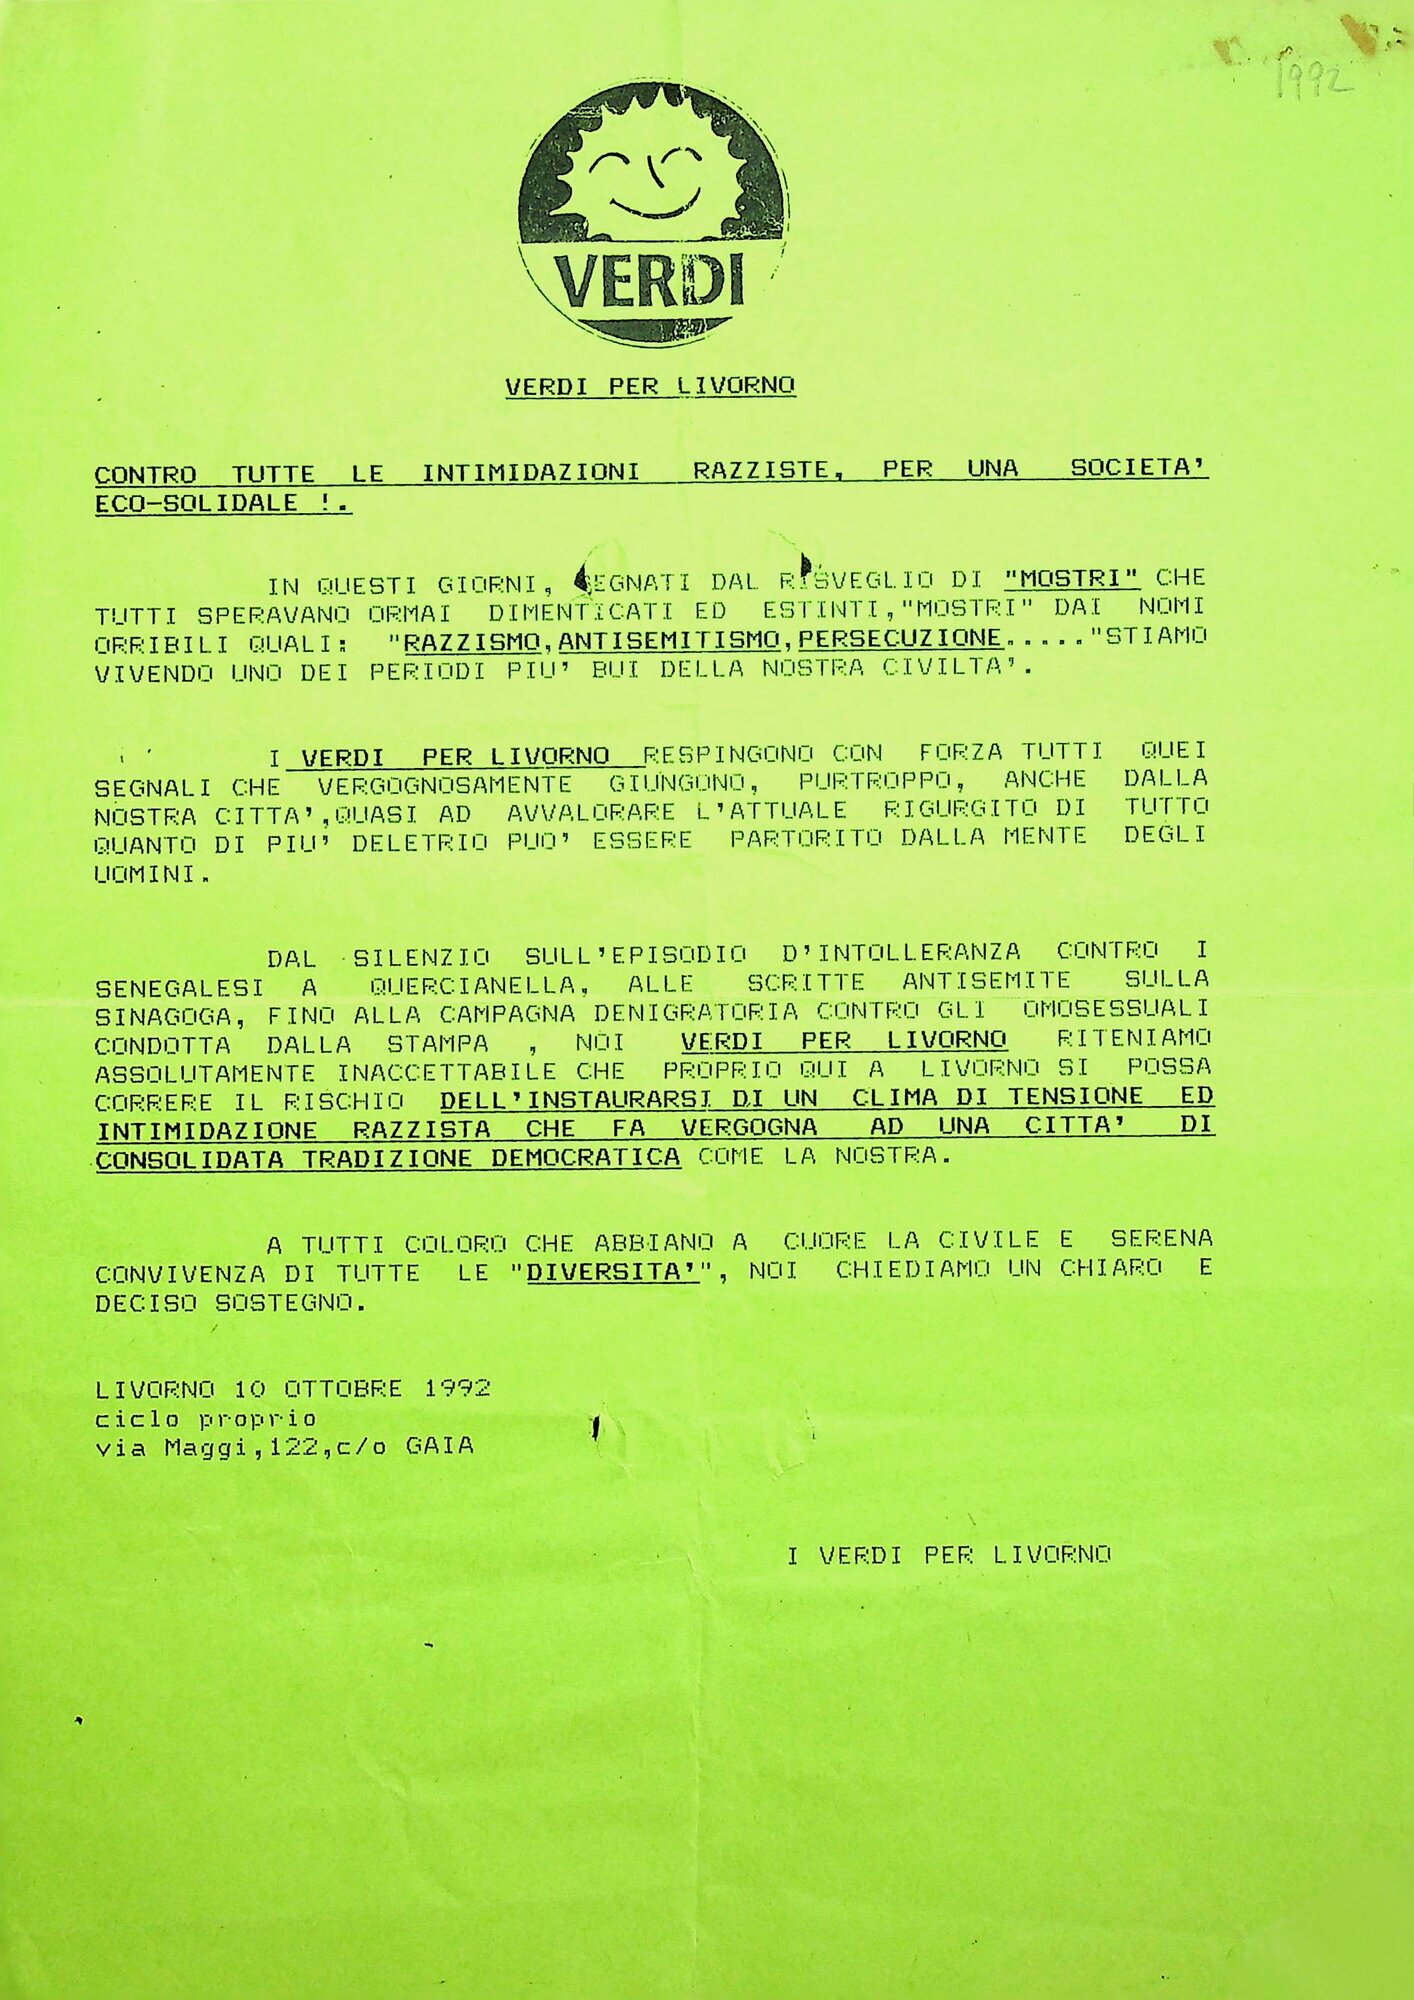 1992
VERDI
VERDI PER LIVORNO
CONTRO TUTTE LE INTIMIDAZIONI RAZZISTE, PER UNA SOCIETA'
ECO-SOLIDALE !.
IN QUESTI GIORNI, SEGNATI DAL RISVEGLIO DI "MOSTRI" CHE
TUTTI SPERAVANO ORMAI DIMENTICATI ED ESTINTI,"MOSTRI" DAI NOMI
ORRIBILI QUALI: "RAZZISMO,ANTISEMITISMO,PERSECUZIONE....."STIAMO
VIVENDO UNO DEI PERIODI PIU' BUI DELLA NOSTRA CIVILTA'.
I VERDI PER LIVORNO RESPINGONO CON FORZA TUTTI QUEI
SEGNALI CHE VERGOGNOSAMENTE GIUNGONO, PURTROPPO, ANCHE DALLA
NOSTRA CITTA',QUASI AD AVVALORARE L'ATTUALE RIGURGITO DI TUTTO
QUANTO DI PIU' DELETRIO PUO' ESSERE PARTORITO DALLA MENTE DEGLI
UOMINI.
DAL SILENZIO SULL'EPISODIO D'INTOLLERANZA CONTRO I
SENEGALESI A QUERCIANELLA, ALLE SCRITTE ANTISEMITE SULLA
SINAGOGA, FINO ALLA CAMPAGNA DENIGRATORIA CONTRO GLI OMOSESSUALI
CONDOTTA DALLA STAMPA , NOI VERDI PER LIVORNO RITENIAMO
ASSOLUTAMENTE INACCETTABILE CHE PROPRIO QUI A LIVORNO SI POSSA
CORRERE IL RISCHIO DELL'INSTAURARSI DI UN CLIMA DI TENSIONE ED
INTIMIDAZIONE RAZZISTA CHE FA VERGOGNA AD UNA CITTA' DI
CONSOLIDATA TRADIZIONE DEMOCRATICA COME LA NOSTRA.
A TUTTI COLORO CHE ABBIANO A CUORE LA CIVILE E SERENA
CONVIVENZA DI TUTTE LE "DIVERSITA'", NOI CHIEDIAMO UN CHIARO E
DECISO SOSTEGNO.
LIVORNO 10 OTTOBRE 1992
ciclo proprio
via Maggi,122,c/o GAIA
I VERDI PER LIVORNO